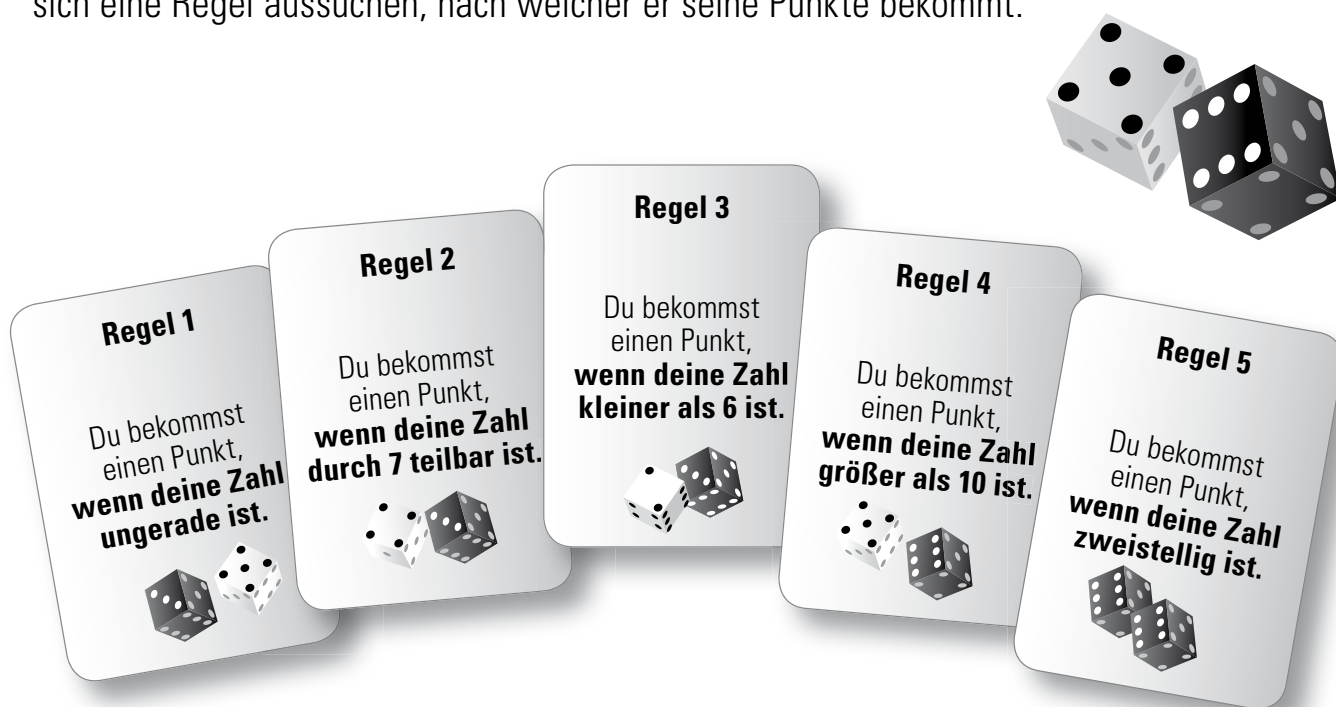 sich eine Regel aussuchen, nach welcher er seine Punkte bekommt.
Regel 1
Du bekommst
einen Punkt,
wenn deine Zahl
ungerade ist.
Regel 2
Du bekommst
einen Punkt,
wenn deine Zahl
durch 7 teilbar ist.
Regel 3
Du bekommst
einen Punkt,
wenn deine Zahl
kleiner als 6 ist.
Regel 4
Du bekommst
einen Punkt,
wenn deine Zahl
größer als 10 ist.
Regel 5
Du bekommst
einen Punkt,
wenn deine Zahl
zweistellig ist.